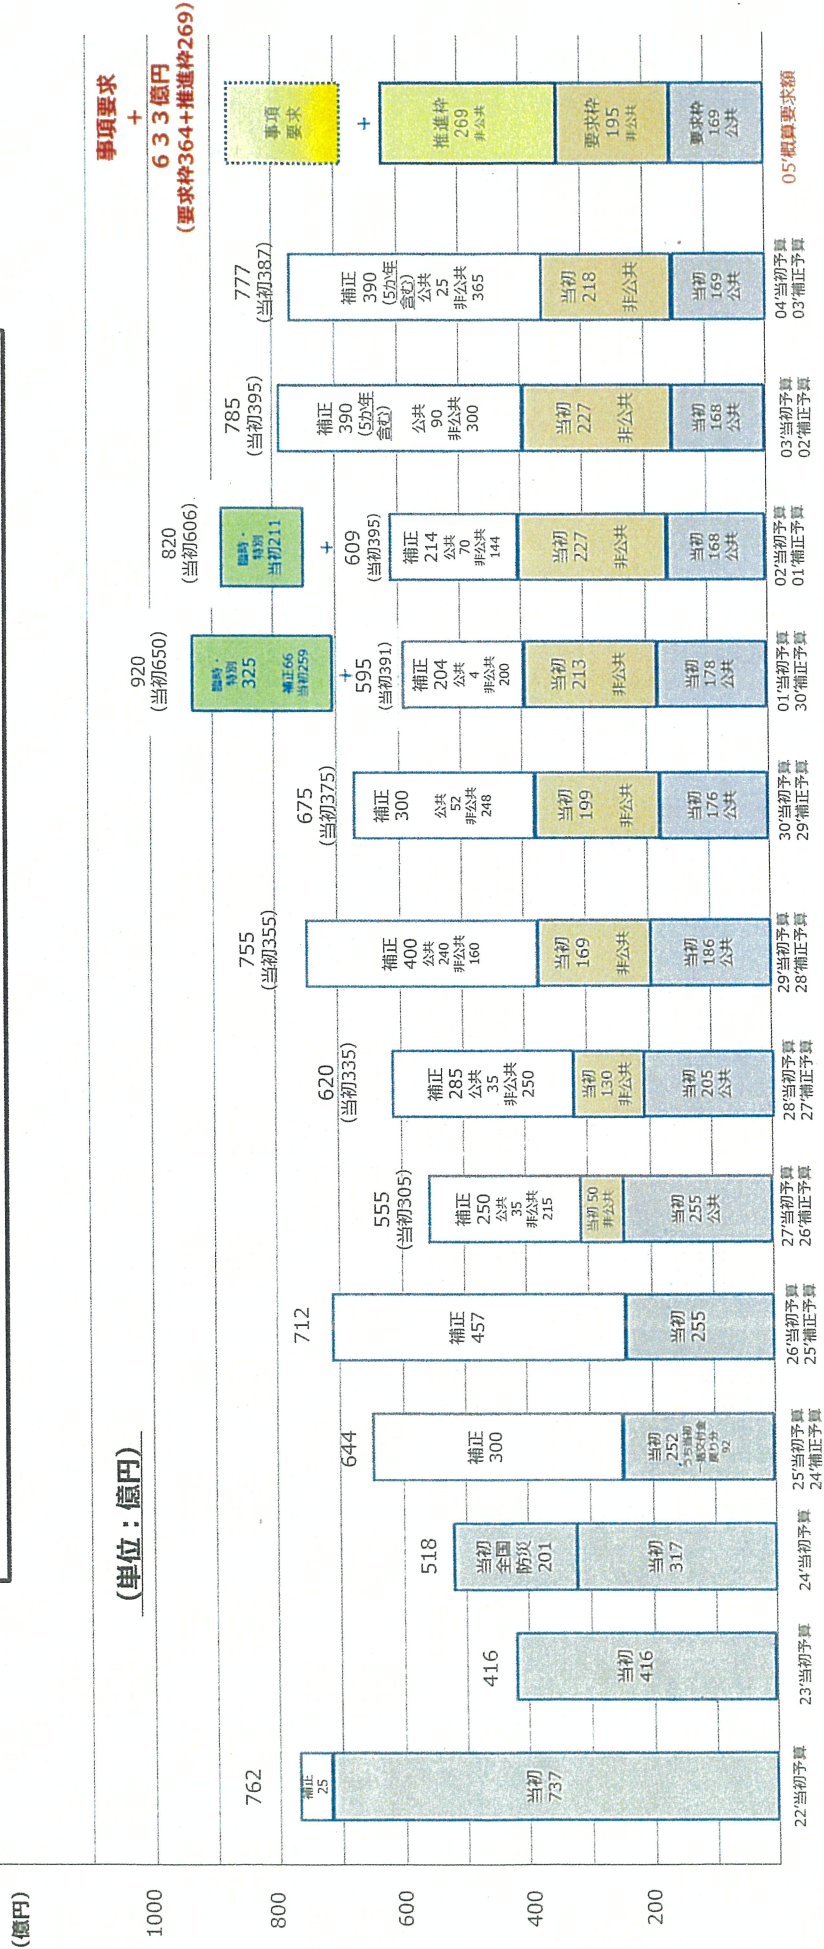 (単位：億円)
(億円)
1000
800
600
400
200
762
補正
25
当初
737
22'当初予算
416
当初
416
23'当初予算
518
当初
全国
防災
201
当初
317
24'当初予算
644
補正
300
当初
252
うち当初
一括交付金
戻り分
92
25'当初予算
24'補正予算
712
補正
457
当初
255
26'当初予算
25'補正予算
555
(当初305)
補正
250
公共
35
非公共
215
当初 50
非公共
当初
255
公共
27'当初予算
26'補正予算
620
(当初335)
補正
285
公共
35
非公共
250
当初
130
非公共
当初
205
公共
28'当初予算
27'補正予算
755
(当初355)
補正
400
公共
240
非公共
160
当初
169
非公共
当初
186
公共
29'当初予算
28'補正予算
675
(当初375)
補正
300
公共
52
非公共
248
当初
199
非公共
当初
176
公共
30'当初予算
29'補正予算
920
(当初650)
臨時・
特別
325
補正66
当初259
+
595
(当初391)
補正
204
公共
4
非公共
200
当初
213
非公共
当初
178
公共
01'当初予算
30'補正予算
820
(当初606)
臨時・
特別
当初211
+
609
(当初395)
補正
214
公共
70
非公共
144
当初
227
非公共
当初
168
公共
02'当初予算
01'補正予算
785
(当初395)
補正
390
(5か年
含む)
公共
90
非公共
300
当初
227
非公共
当初
168
公共
03'当初予算
02'補正予算
777
(当初387)
補正
390
(5か年
含む)
公共
25
非公共
365
当初
218
非公共
当初
169
公共
04'当初予算
03'補正予算
事項要求
+
６３３億円
(要求枠364+推進枠269)
事項
要求
+
推進枠
269
非公共
要求枠
195
非公共
要求枠
169
公共
05'概算要求額